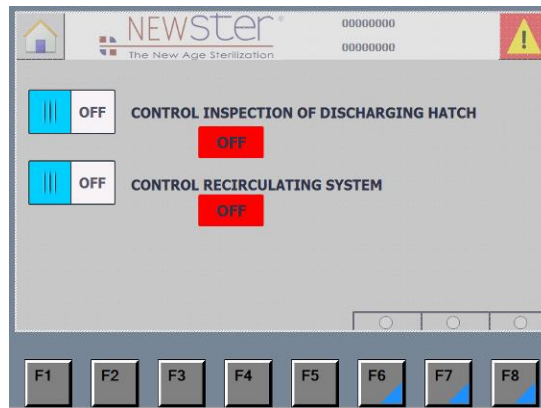 NEWSter®
00000000
The New Age Sterilization
00000000
OFF
CONTROL INSPECTION OF DISCHARGING HATCH
OFF
OFF
CONTROL RECIRCULATING SYSTEM
OFF
F1 F2 F3 F4 F5 F6 F7 F8